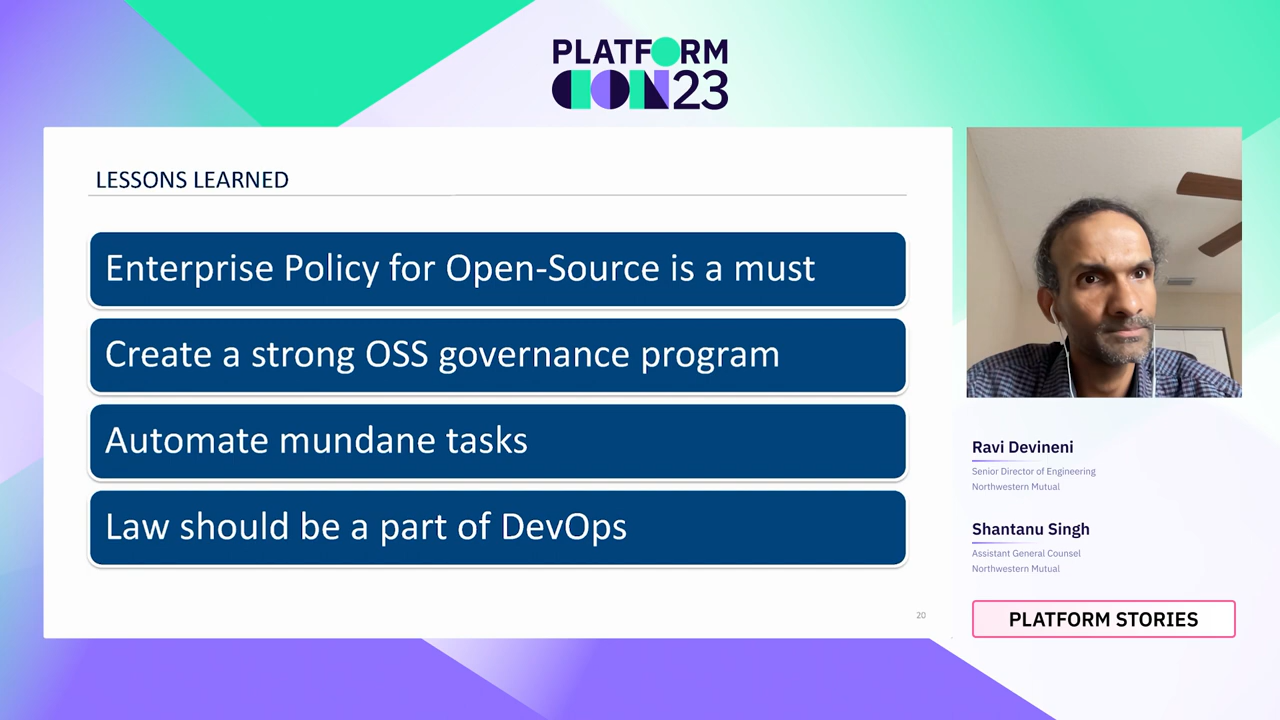 PLATFORM
CON23
LESSONS LEARNED
Enterprise Policy for Open-Source is a must
Create a strong OSS governance program
Automate mundane tasks
Law should be a part of DevOps
20
Ravi Devineni
Senior Director of Engineering
Northwestern Mutual
Shantanu Singh
Assistant General Counsel
Northwestern Mutual
PLATFORM STORIES